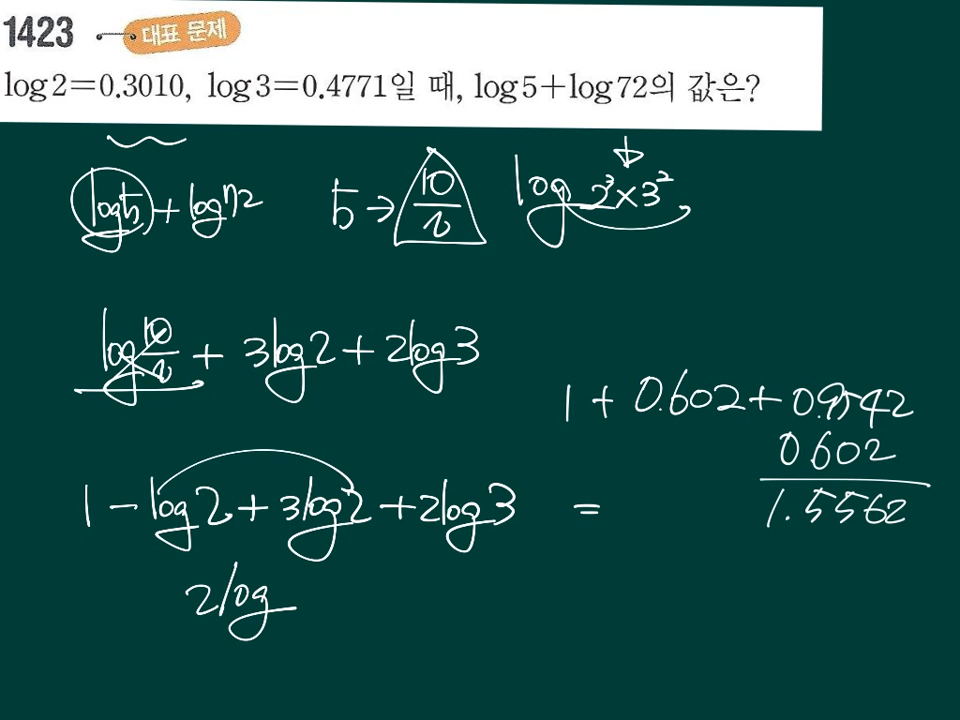 1423 대표 문제
log 2=0.3010, log 3=0.4771일 때, log 5+log 72의 값은?
log5 + log72 5 → 10/2 log 2³×3²
log 10/2 + 3log2 + 2log3
1 + 0.602 + 0.9542
0.602
1 - log2 + 3log2 + 2log3 = 1.5562
2log